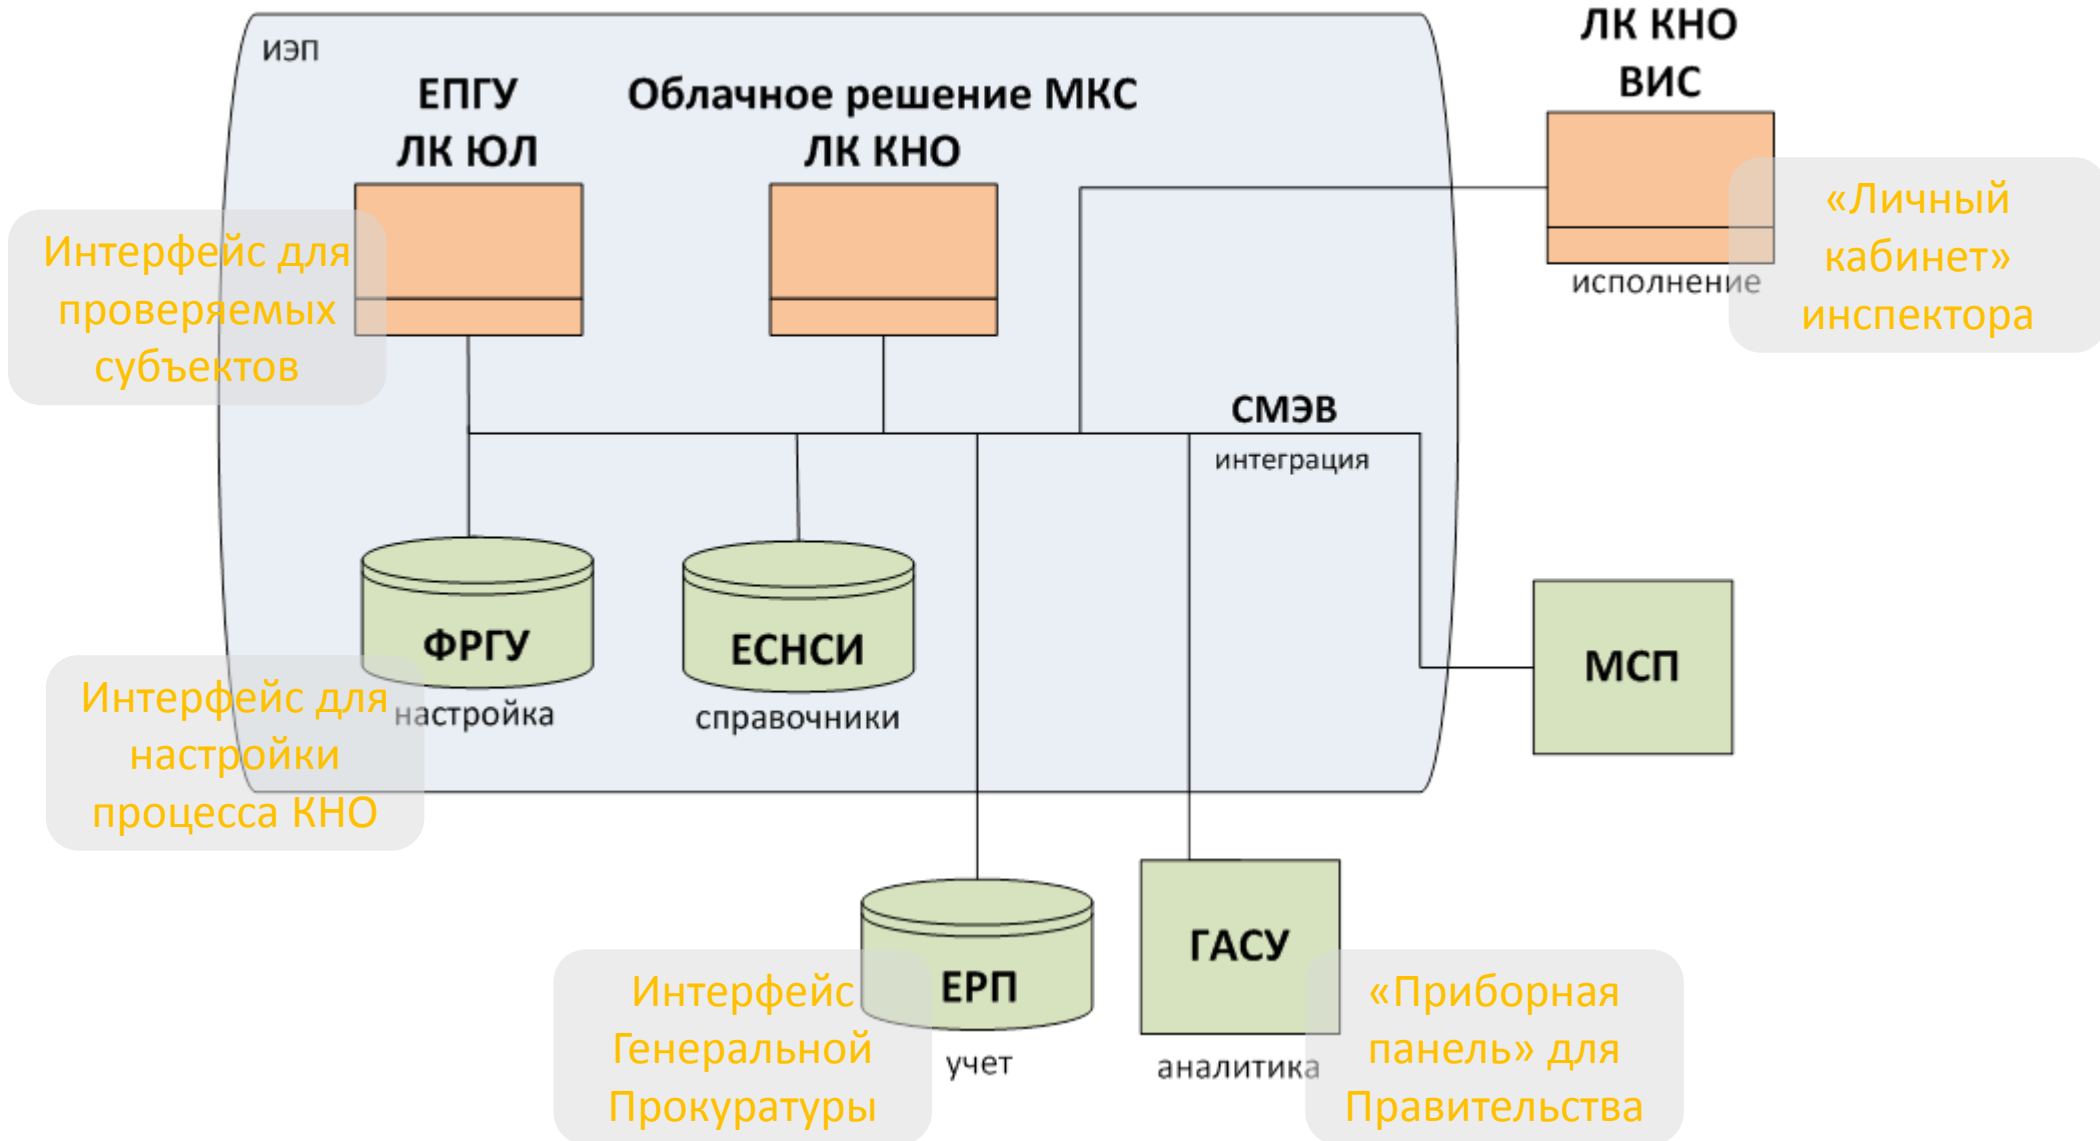 ИЭП
ЕПГУ
ЛК ЮЛ
Облачное решение МКС
ЛК КНО
ЛК КНО
ВИС
исполнение
«Личный
кабинет»
инспектора
Интерфейс для
проверяемых
субъектов
СМЭВ
интеграция
ФРГУ
настройка
ЕСНСИ
справочники
МСП
Интерфейс для
настройки
процесса КНО
ЕРП
учет
Интерфейс
Генеральной
Прокуратуры
ГАСУ
аналитика
«Приборная
панель» для
Правительства